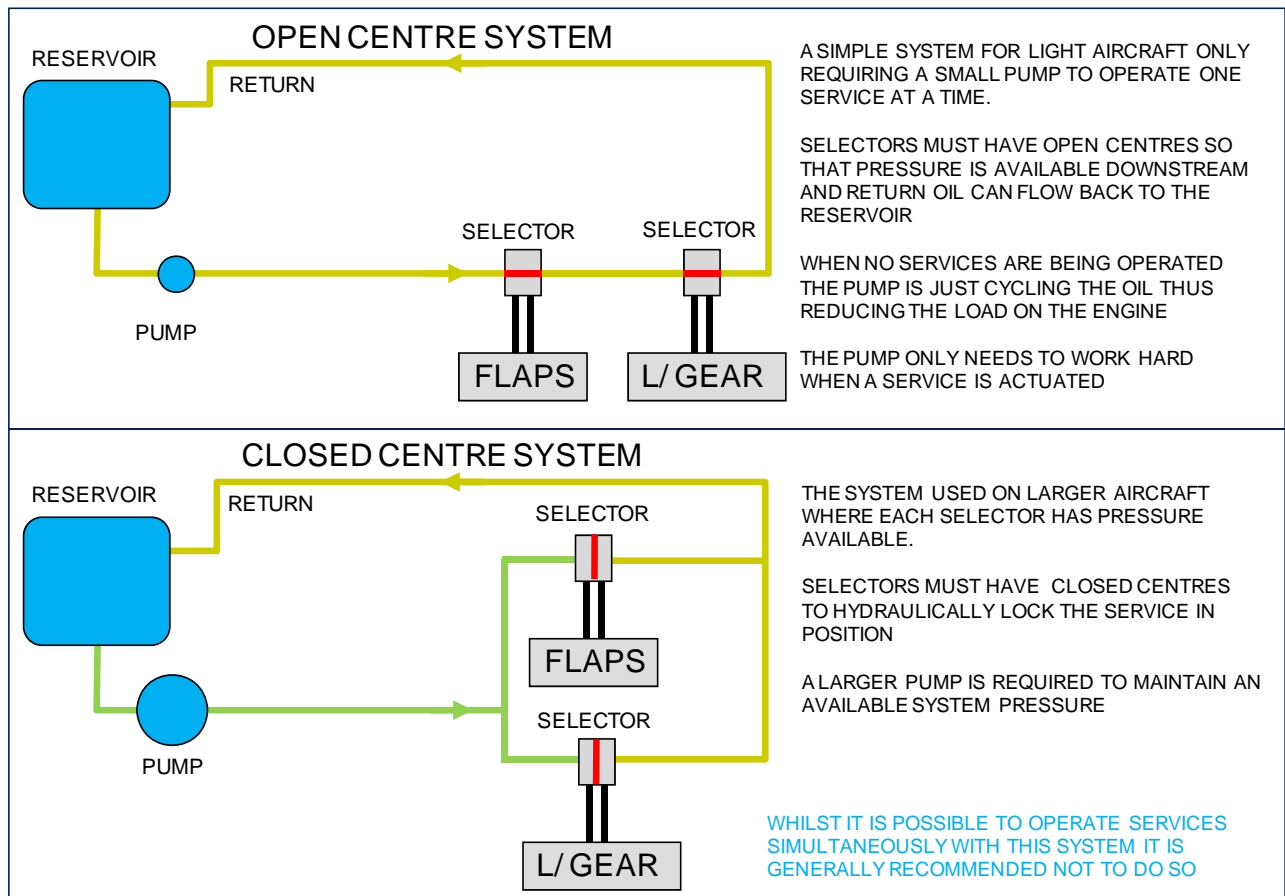 OPEN CENTRE SYSTEM
RESERVOIR
RETURN
PUMP
SELECTOR
SELECTOR
FLAPS
L/ GEAR
A SIMPLE SYSTEM FOR LIGHT AIRCRAFT ONLY
REQUIRING A SMALL PUMP TO OPERATE ONE
SERVICE AT A TIME.
SELECTORS MUST HAVE OPEN CENTRES SO
THAT PRESSURE IS AVAILABLE DOWNSTREAM
AND RETURN OIL CAN FLOW BACK TO THE
RESERVOIR
WHEN NO SERVICES ARE BEING OPERATED
THE PUMP IS JUST CYCLING THE OIL THUS
REDUCING THE LOAD ON THE ENGINE
THE PUMP ONLY NEEDS TO WORK HARD
WHEN A SERVICE IS ACTUATED
CLOSED CENTRE SYSTEM
RESERVOIR
RETURN
PUMP
SELECTOR
FLAPS
SELECTOR
L/ GEAR
THE SYSTEM USED ON LARGER AIRCRAFT
WHERE EACH SELECTOR HAS PRESSURE
AVAILABLE.
SELECTORS MUST HAVE CLOSED CENTRES
TO HYDRAULICALLY LOCK THE SERVICE IN
POSITION
A LARGER PUMP IS REQUIRED TO MAINTAIN AN
AVAILABLE SYSTEM PRESSURE
WHILST IT IS POSSIBLE TO OPERATE SERVICES
SIMULTANEOUSLY WITH THIS SYSTEM IT IS
GENERALLY RECOMMENDED NOT TO DO SO